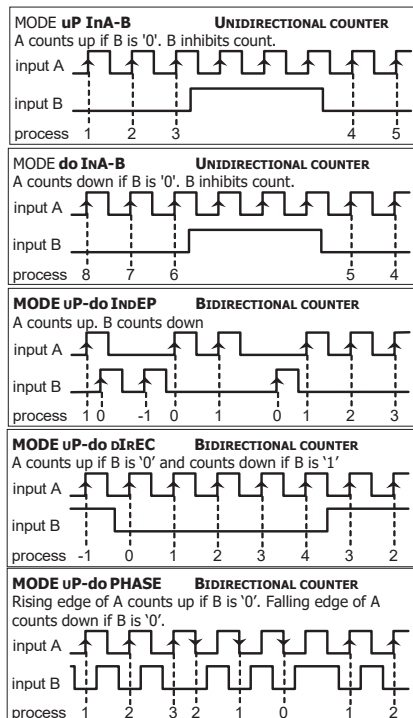 MODE uP InA-B UNIDIRECTIONAL COUNTER
A counts up if B is '0'. B inhibits count.
input A
input B
process 1 2 3 4 5
MODE do InA-B UNIDIRECTIONAL COUNTER
A counts down if B is '0'. B inhibits count.
input A
input B
process 8 7 6 5 4
MODE uP-do INDEP BIDIRECTIONAL COUNTER
A counts up. B counts down
input A
input B
process 1 0 -1 0 1 0 1 2 3
MODE uP-do dIREC BIDIRECTIONAL COUNTER
A counts up if B is ‘0’ and counts down if B is ‘1’
input A
input B
process -1 0 1 2 3 4 3 2
MODE uP-do PHASE BIDIRECTIONAL COUNTER
Rising edge of A counts up if B is ‘0’. Falling edge of A
counts down if B is ‘0’.
input A
input B
process 1 2 3 2 1 0 1 2